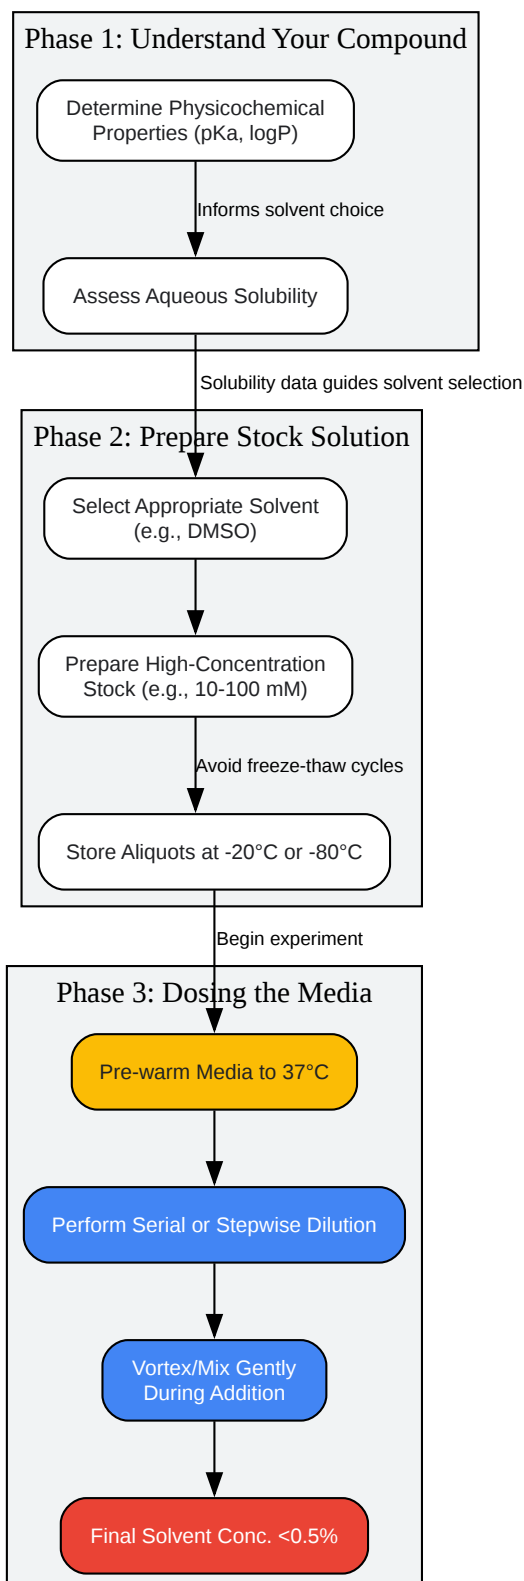 Phase 1: Understand Your Compound
Determine Physicochemical
Properties (pKa, logP)
Informs solvent choice
Assess Aqueous Solubility
Solubility data guides solvent selection
Phase 2: Prepare Stock Solution
Select Appropriate Solvent
(e.g., DMSO)
Prepare High-Concentration
Stock (e.g., 10-100 mM)
Avoid freeze-thaw cycles
Store Aliquots at -20°C or -80°C
Begin experiment
Phase 3: Dosing the Media
Pre-warm Media to 37°C
Perform Serial or Stepwise Dilution
Vortex/Mix Gently
During Addition
Final Solvent Conc. <0.5%